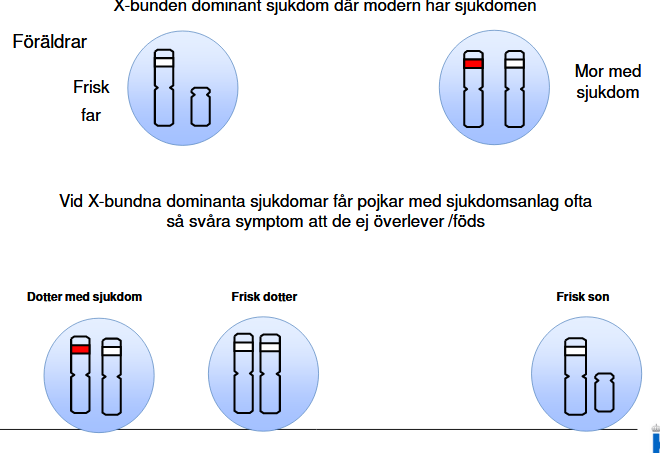 X-bunden dominant sjukdom där modern har sjukdomen
Föräldrar
Frisk
far
Mor med
sjukdom
Vid X-bundna dominanta sjukdomar får pojkar med sjukdomsanlag ofta
så svåra symptom att de ej överlever /föds
Dotter med sjukdom
Frisk dotter
Frisk son